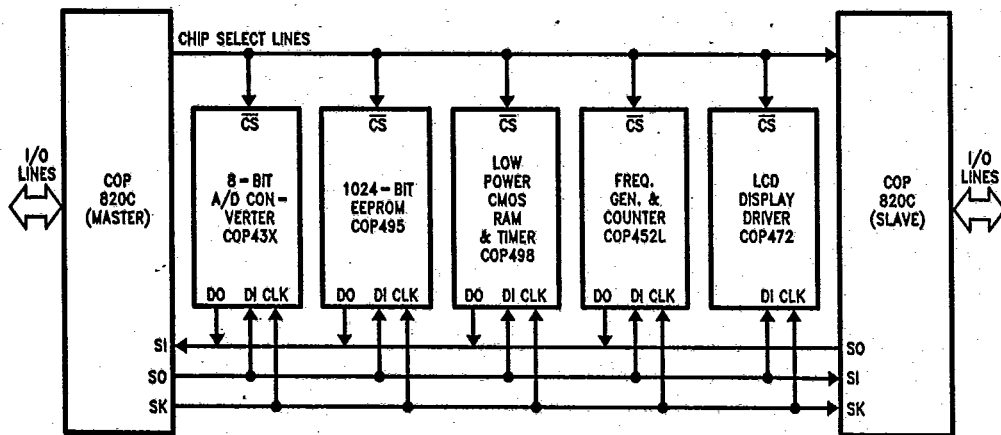 CHIP SELECT LINES
I/O
LINES
COP
820C
(MASTER)
CS
8-BIT
A/D CON-
VERTER
COP43X
DO DI CLK
CS
1024-BIT
EEPROM
COP495
DO DI CLK
CS
LOW
POWER
CMOS
RAM
& TIMER
COP498
DO DI CLK
CS
FREQ.
GEN. &
COUNTER
COP452L
DO DI CLK
CS
LCD
DISPLAY
DRIVER
COP472
DI CLK
COP
820C
(SLAVE)
I/O
LINES
SI
SO
SK
SO
SI
SK